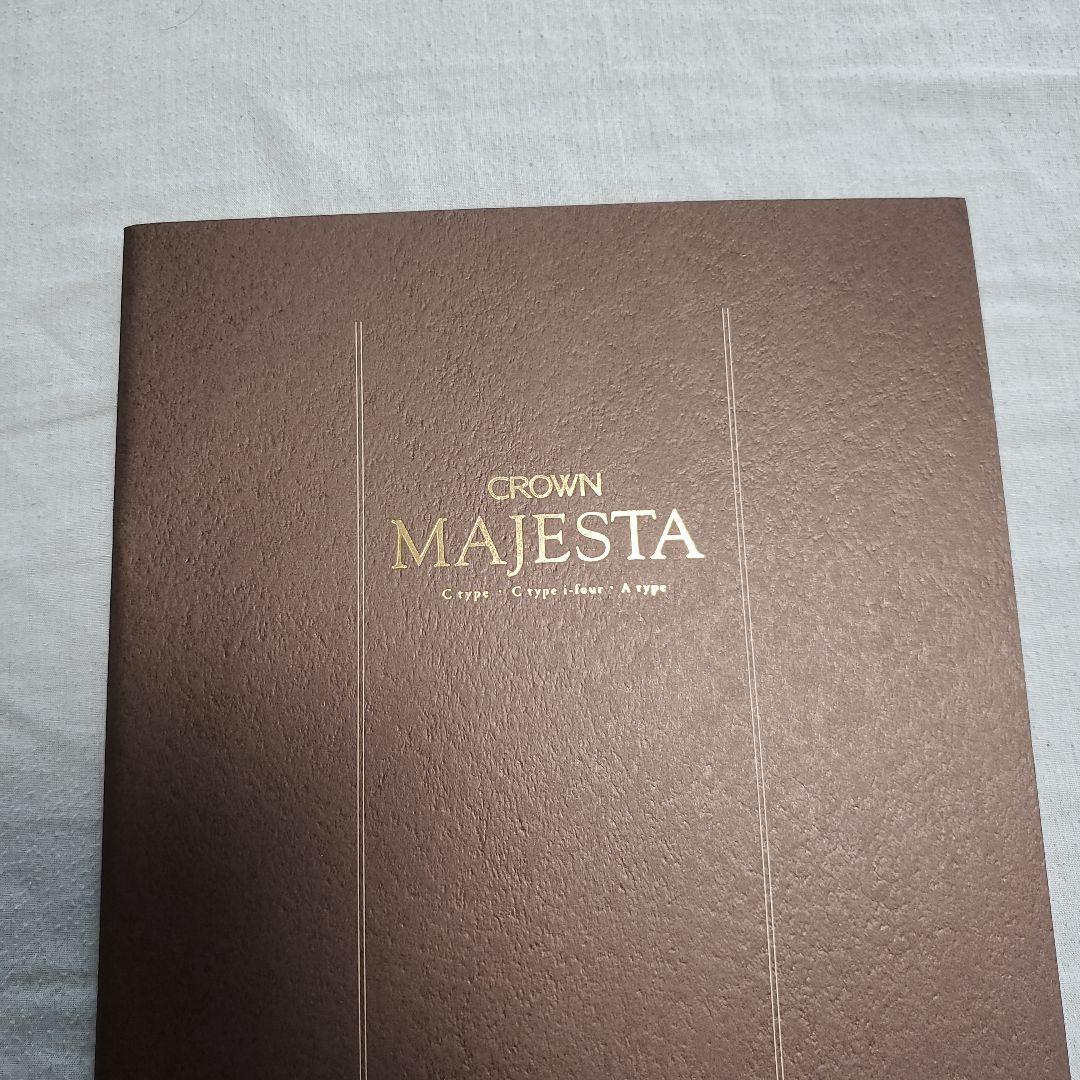 CROWN
MAJESTA
C type・C type i-four・A type